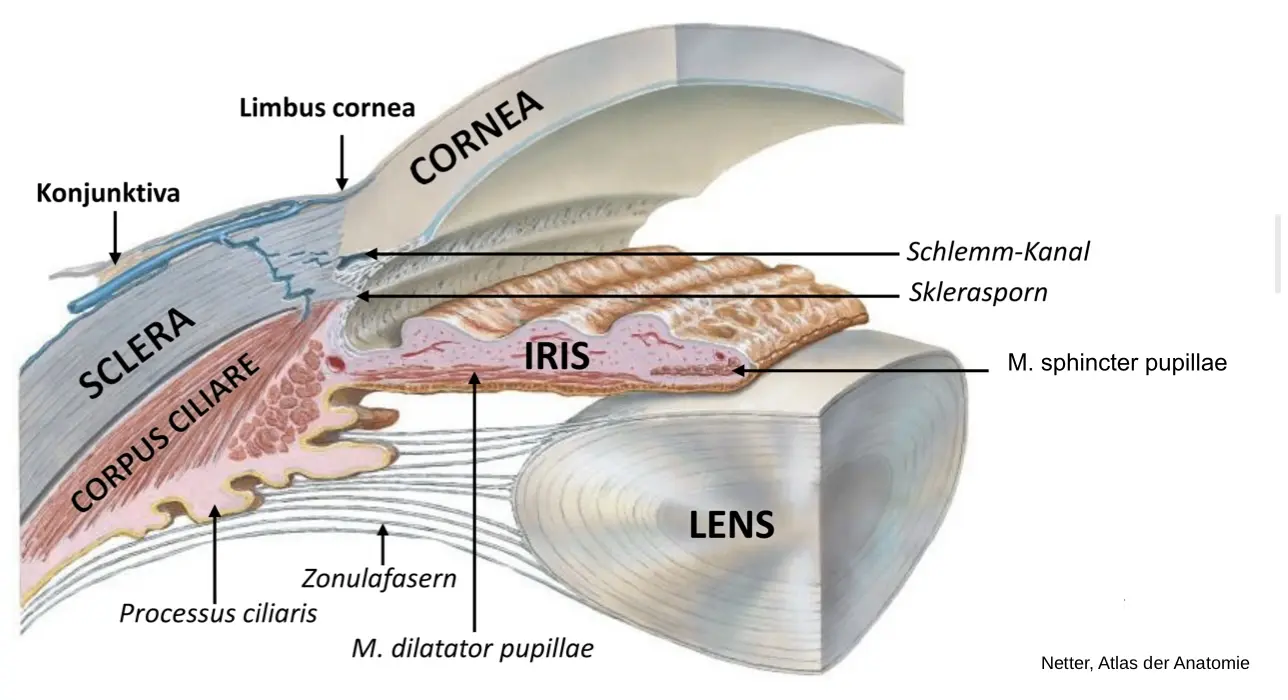 Limbus cornea
CORNEA
Konjunktiva
Schlemm-Kanal
Sklerasporn
SCLERA
IRIS
M. sphincter pupillae
CORPUS CILIARE
LENS
Zonulafasern
Processus ciliaris
M. dilatator pupillae
Netter, Atlas der Anatomie